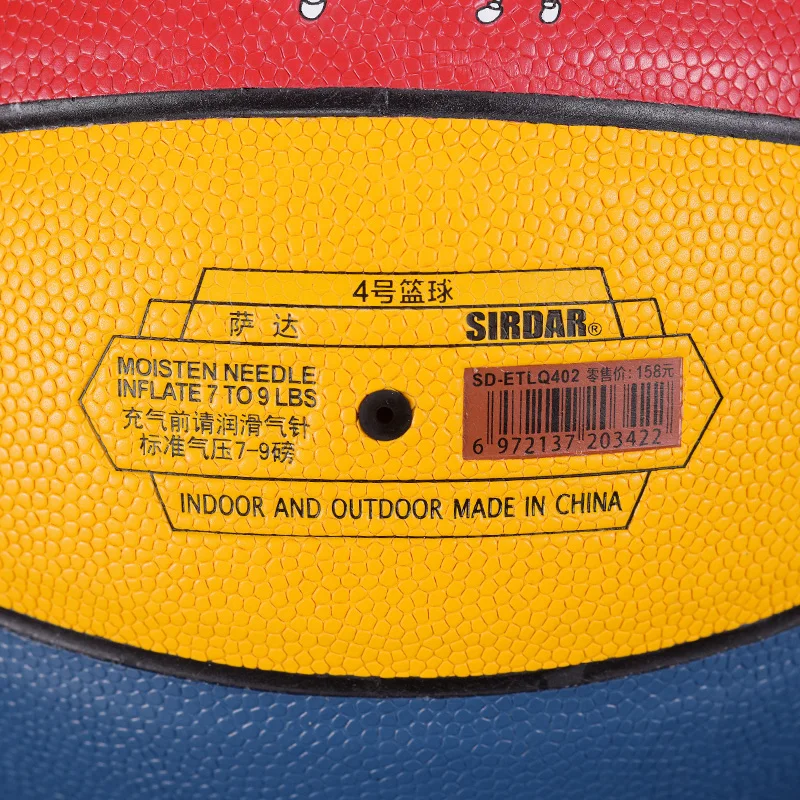 4号篮球
萨达 SIRDAR®
MOISTEN NEEDLE
INFLATE 7 TO 9 LBS
充气前请润滑气针
标准气压7-9磅
SD-ETLQ402 零售价:158元
6 972137 203422
INDOOR AND OUTDOOR MADE IN CHINA